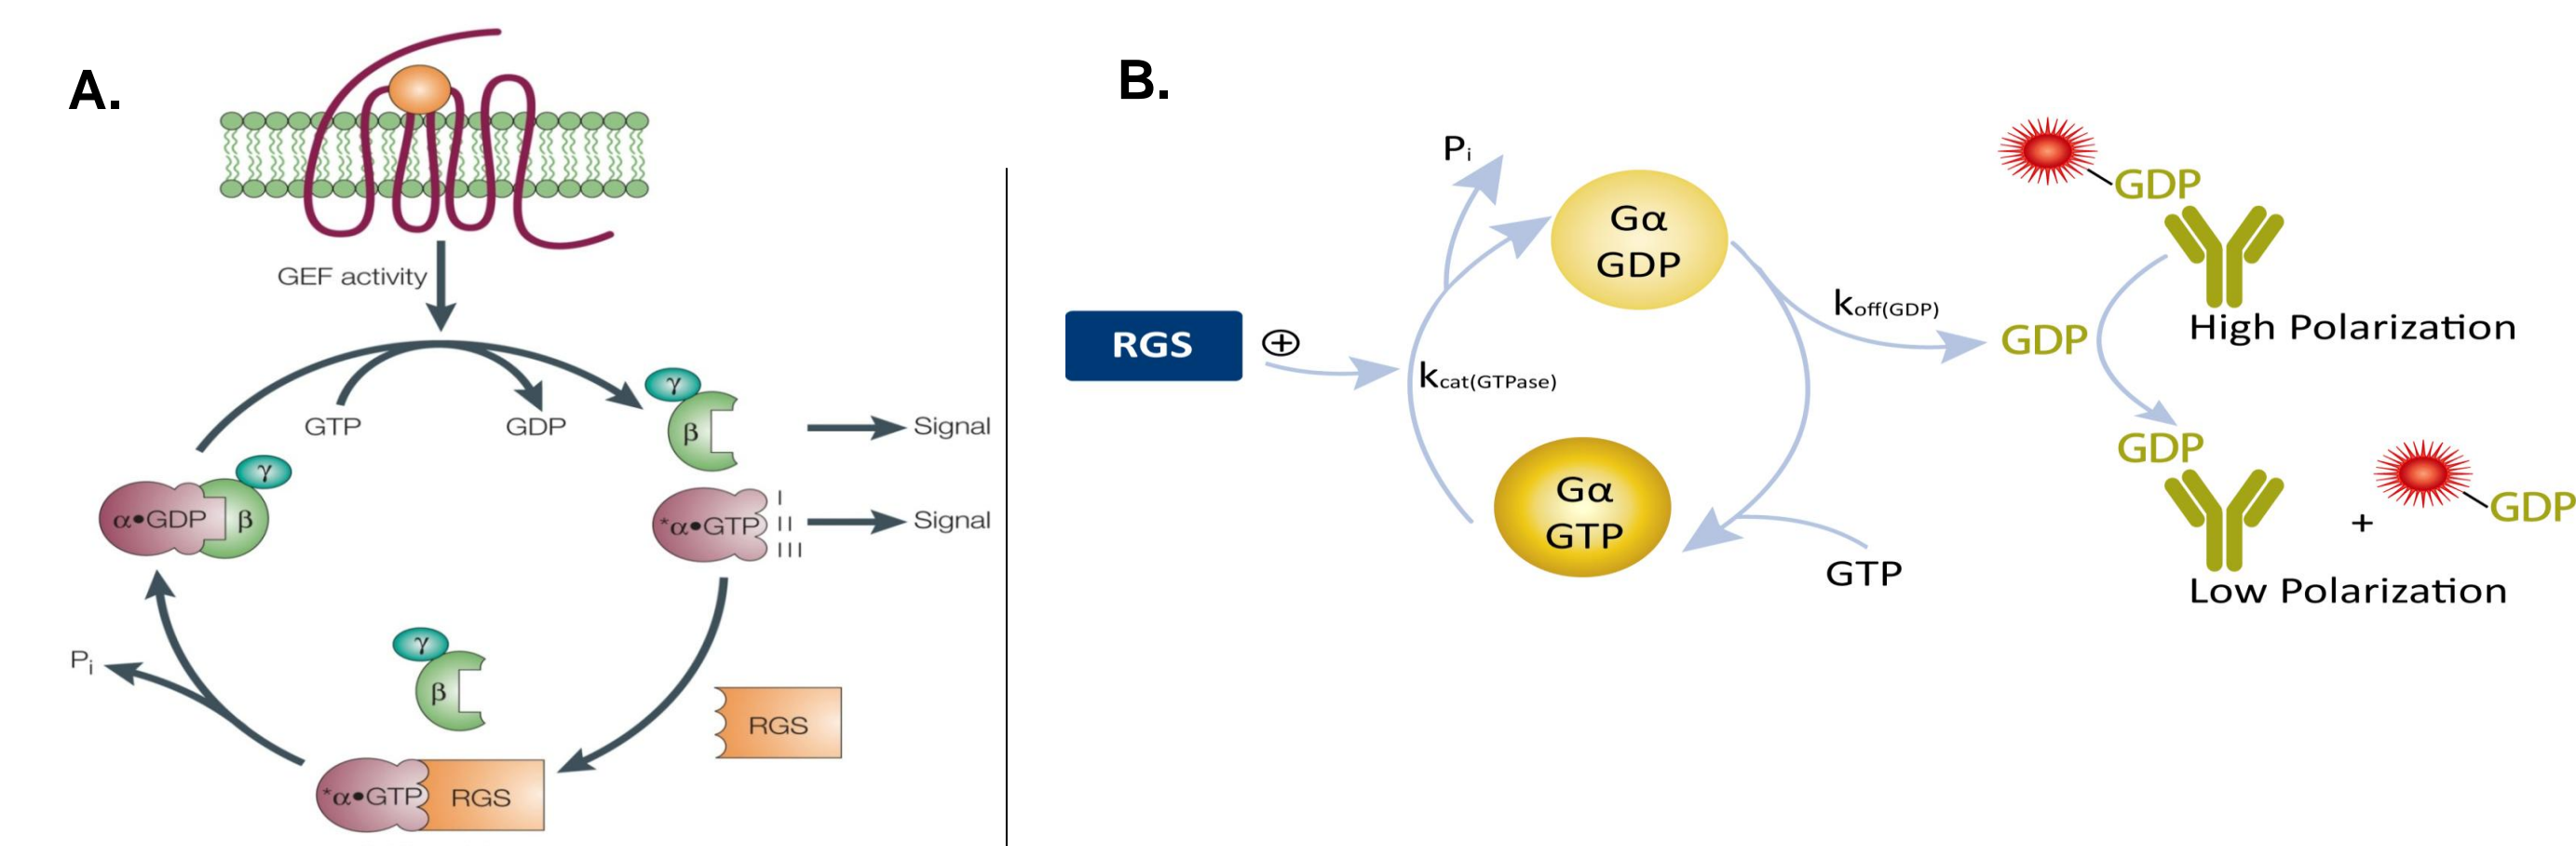 A.
GEF activity
GTP
GDP
γ
β
Signal
*α•GTP
I
II
III
Signal
γ
α•GDP
β
Pi
γ
β
RGS
*α•GTP
RGS
B.
Pi
Gα
GDP
RGS
⊕
kcat(GTPase)
koff(GDP)
GDP
Gα
GTP
GTP
GDP
High Polarization
GDP
+
GDP
Low Polarization